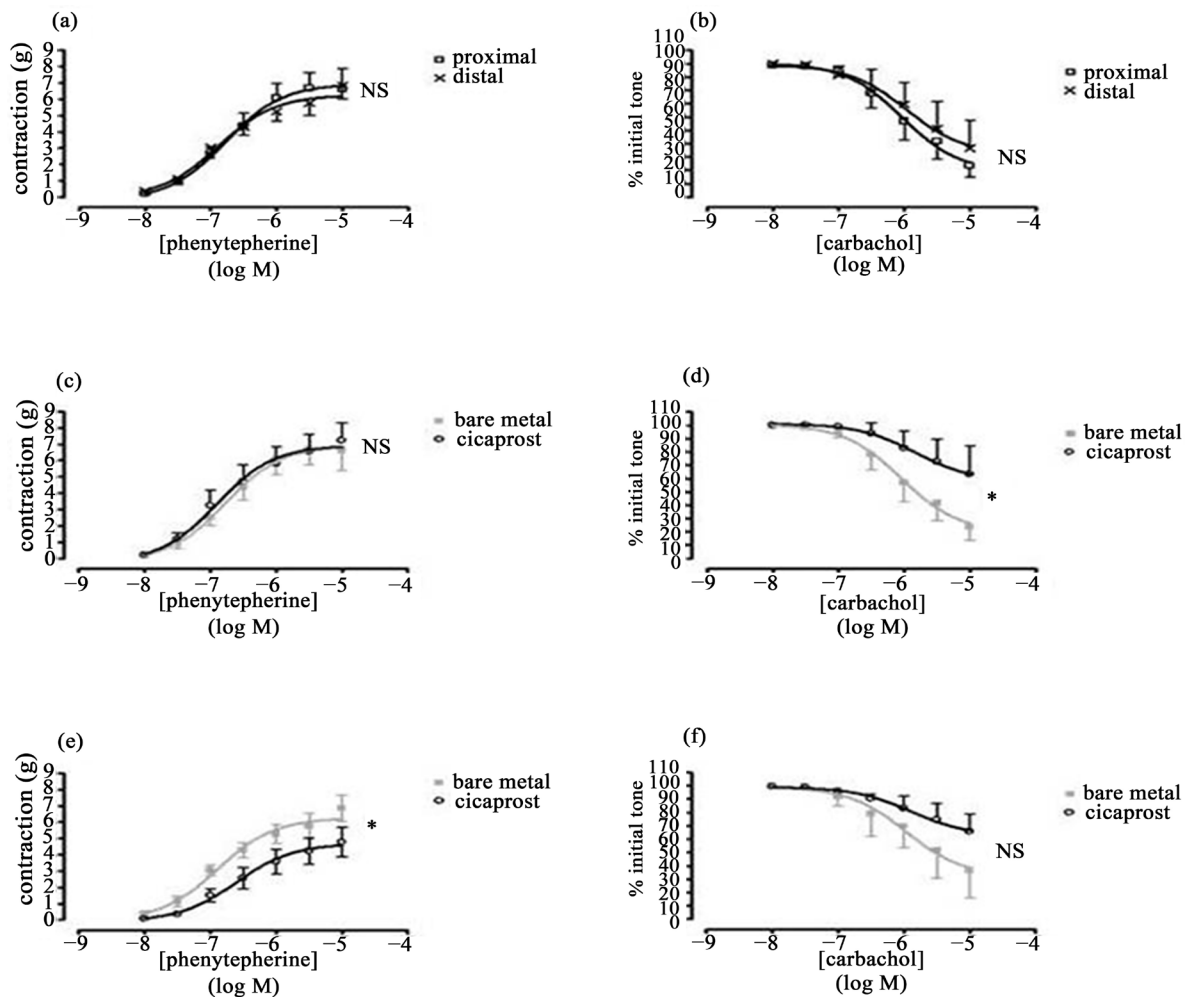 (a)
contraction (g)
9
8
7
6
5
4
3
2
1
0
proximal
distal
NS
−9 −8 −7 −6 −5 −4
[phenytepherine]
(log M)
(b)
% initial tone
110
100
90
80
70
60
50
40
30
20
10
0
proximal
distal
NS
−9 −8 −7 −6 −5 −4
[carbachol]
(log M)
(c)
contraction (g)
9
8
7
6
5
4
3
2
1
0
bare metal
cicaprost
NS
−9 −8 −7 −6 −5 −4
[phenytepherine]
(log M)
(d)
% initial tone
110
100
90
80
70
60
50
40
30
20
10
0
bare metal
cicaprost
*
−9 −8 −7 −6 −5 −4
[carbachol]
(log M)
(e)
contraction (g)
9
8
7
6
5
4
3
2
1
0
bare metal
cicaprost
*
−9 −8 −7 −6 −5 −4
[phenytepherine]
(log M)
(f)
% initial tone
110
100
90
80
70
60
50
40
30
20
10
0
bare metal
cicaprost
NS
−9 −8 −7 −6 −5 −4
[carbachol]
(log M)